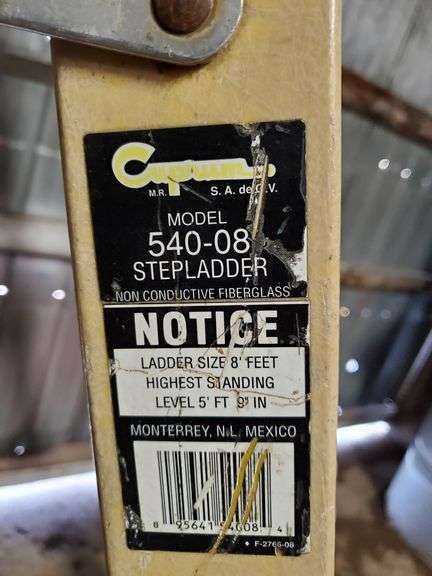 Cuprum
M.R. S. A. de C.V.
MODEL
540-08
STEPLADDER
NON CONDUCTIVE FIBERGLASS
NOTICE
LADDER SIZE 8' FEET
HIGHEST STANDING
LEVEL 5' FT 9' IN
MONTERREY, N.L. MEXICO
F-2766-08